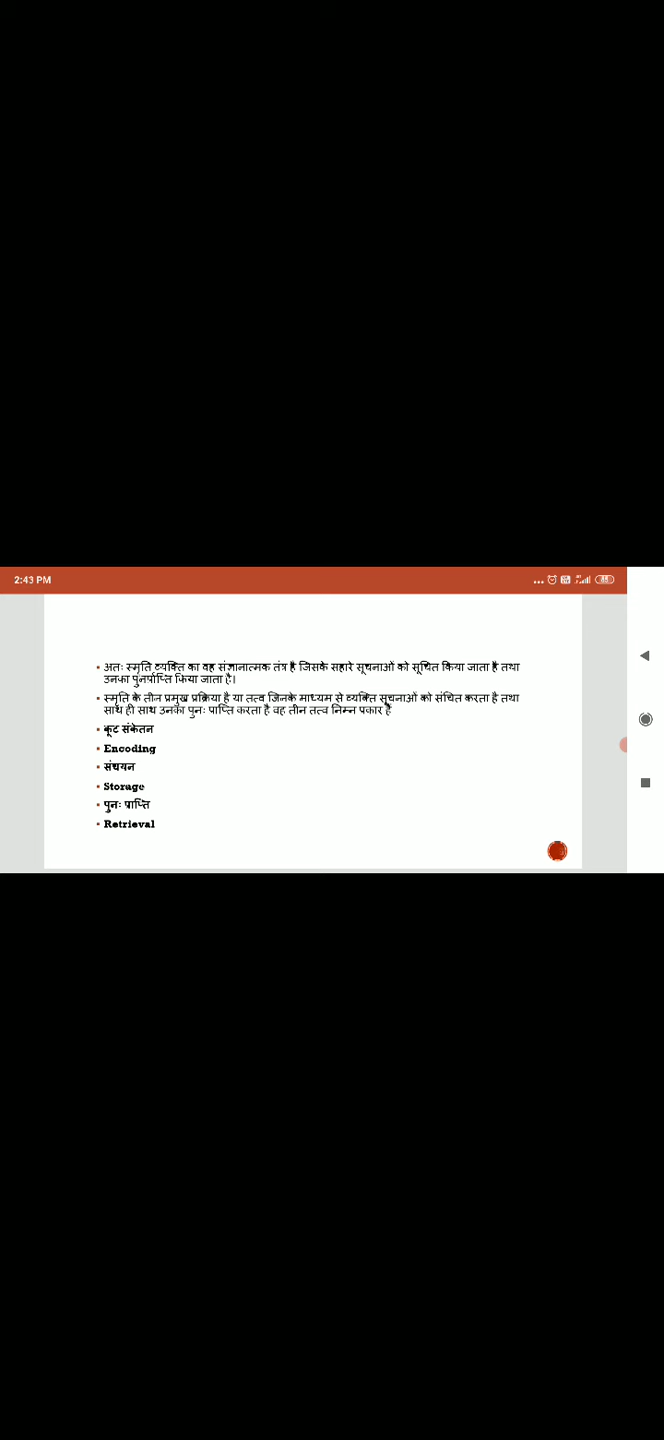 2:43 PM
• अतः स्मृति व्यक्ति का वह संज्ञानात्मक तंत्र है जिसके सहारे सूचनाओं को सूचित किया जाता है तथा
उनका पुनर्प्राप्ति किया जाता है।
• स्मृति के तीन प्रमुख प्रक्रिया है या तत्व जिनके माध्यम से व्यक्ति सूचनाओं को संचित करता है तथा
साथ ही साथ उनका पुनः प्राप्ति करता है वह तीन तत्व निम्न पकार है
• कूट संकेतन
• Encoding
• संचयन
• Storage
• पुनः प्राप्ति
• Retrieval